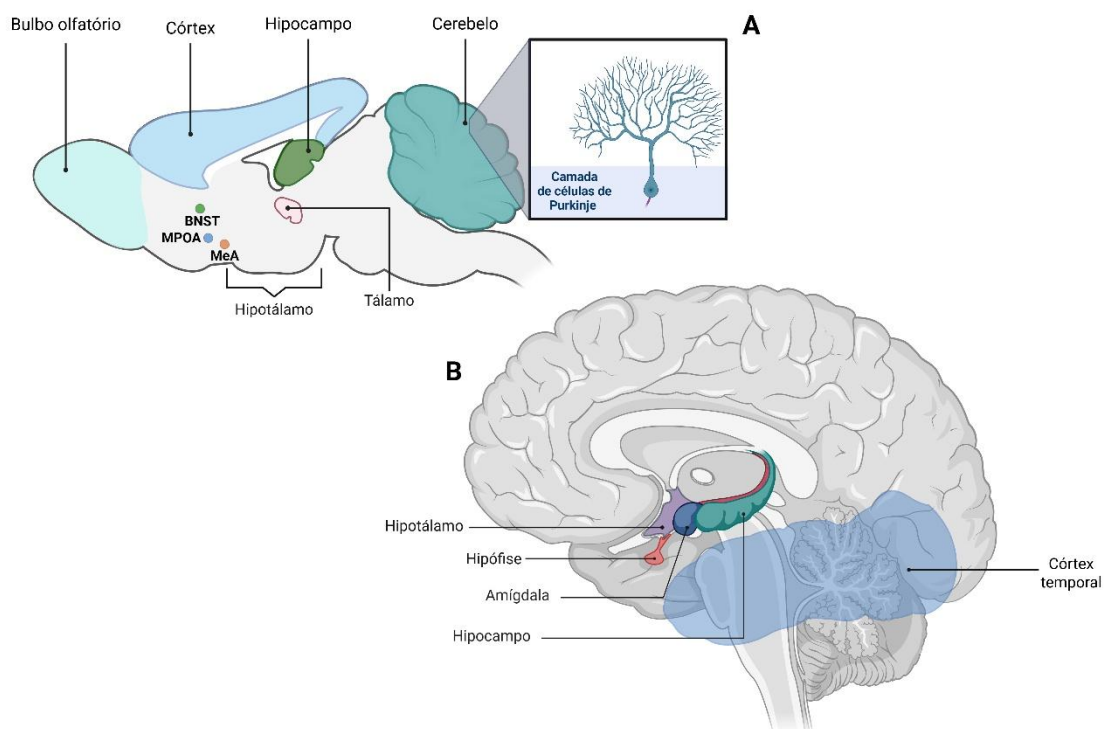 Bulbo olfatório
Córtex
Hipocampo
Cerebelo
A
Camada
de células de
Purkinje
BNST
MPOA
MeA
Hipotálamo
Tálamo
B
Hipotálamo
Hipófise
Amígdala
Hipocampo
Córtex
temporal